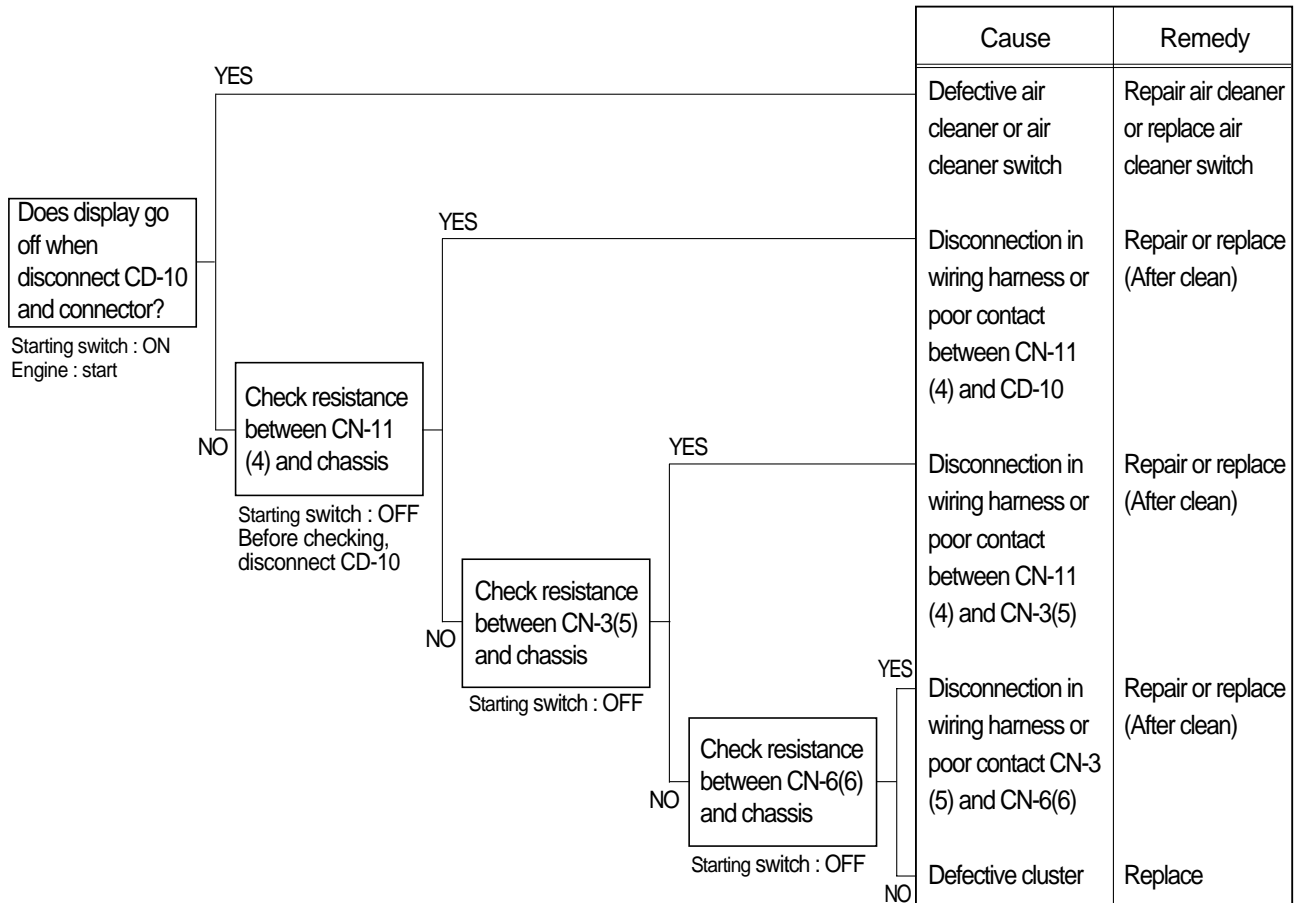 Cause
Remedy
YES
Defective air
cleaner or air
cleaner switch
Repair air cleaner
or replace air
cleaner switch
Does display go
off when
disconnect CD-10
and connector?
Starting switch : ON
Engine : start
YES
Disconnection in
wiring harness or
poor contact
between CN-11
(4) and CD-10
Repair or replace
(After clean)
NO
Check resistance
between CN-11
(4) and chassis
Starting switch : OFF
Before checking,
disconnect CD-10
YES
Disconnection in
wiring harness or
poor contact
between CN-11
(4) and CN-3(5)
Repair or replace
(After clean)
NO
Check resistance
between CN-3(5)
and chassis
Starting switch : OFF
YES
Disconnection in
wiring harness or
poor contact CN-3
(5) and CN-6(6)
Repair or replace
(After clean)
NO
Check resistance
between CN-6(6)
and chassis
Starting switch : OFF
NO
Defective cluster
Replace